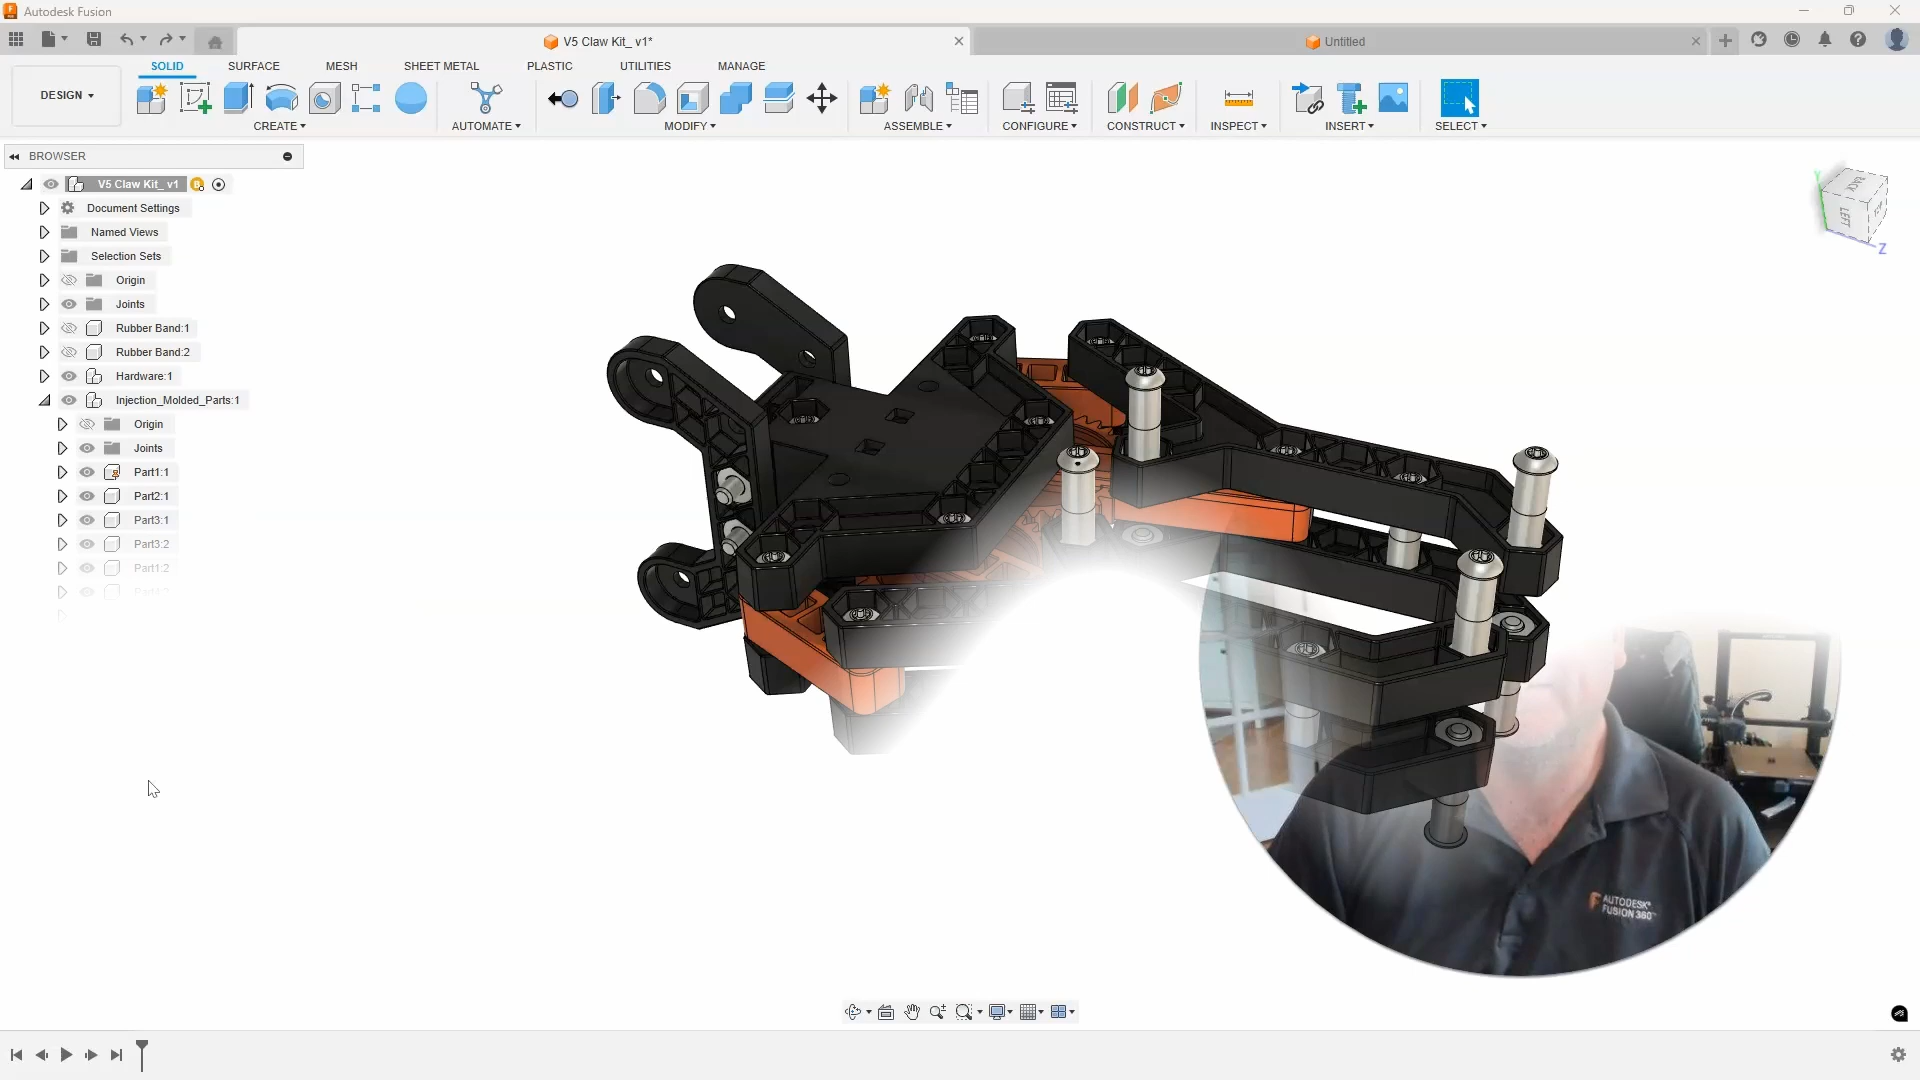 Autodesk Fusion
V5 Claw Kit_ v1*
Untitled
DESIGN
SOLID
SURFACE
MESH
SHEET METAL
PLASTIC
UTILITIES
MANAGE
CREATE
AUTOMATE
MODIFY
ASSEMBLE
CONFIGURE
CONSTRUCT
INSPECT
INSERT
SELECT
BROWSER
V5 Claw Kit_ v1
Document Settings
Named Views
Selection Sets
Origin
Joints
Rubber Band:1
Rubber Band:2
Hardware:1
Injection_Molded_Parts:1
Origin
Joints
Part1:1
Part2:1
Part3:1
Part3:2
Part1:2
BACK
LEFT
Y
Z
AUTODESK
FUSION 360